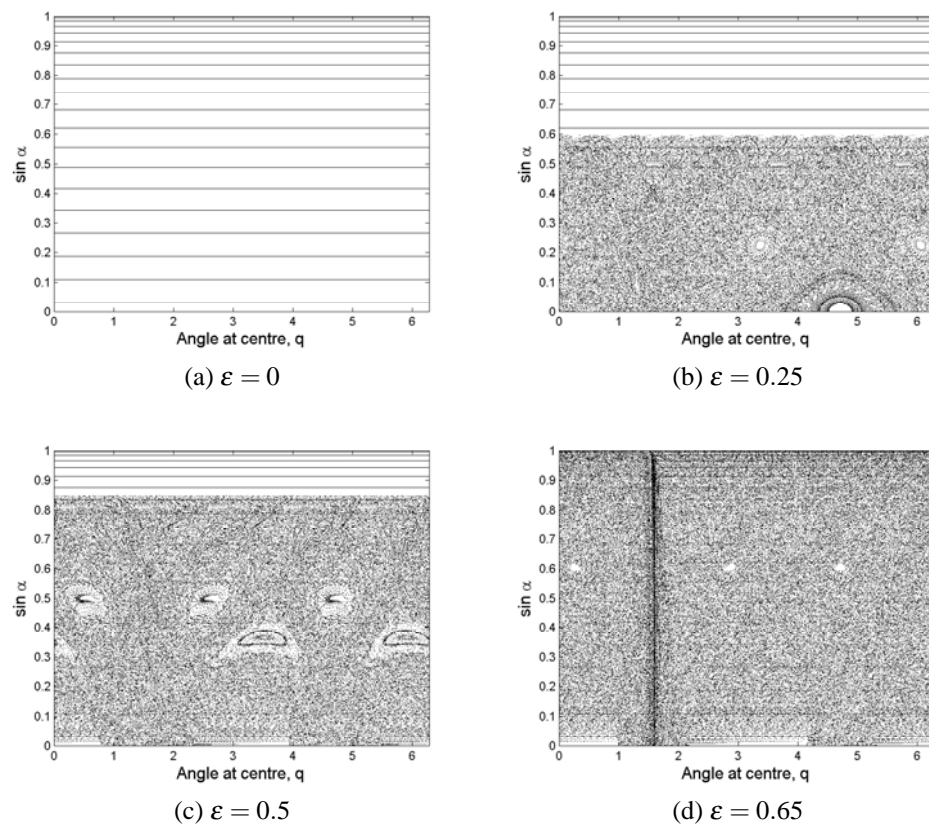 1
0.9
0.8
0.7
0.6
0.5
0.4
0.3
0.2
0.1
0
sin α
0 1 2 3 4 5 6
Angle at centre, q
(a) ε = 0
1
0.9
0.8
0.7
0.6
0.5
0.4
0.3
0.2
0.1
0
sin α
0 1 2 3 4 5 6
Angle at centre, q
(b) ε = 0.25
1
0.9
0.8
0.7
0.6
0.5
0.4
0.3
0.2
0.1
0
sin α
0 1 2 3 4 5 6
Angle at centre, q
(c) ε = 0.5
1
0.9
0.8
0.7
0.6
0.5
0.4
0.3
0.2
0.1
0
sin α
0 1 2 3 4 5 6
Angle at centre, q
(d) ε = 0.65